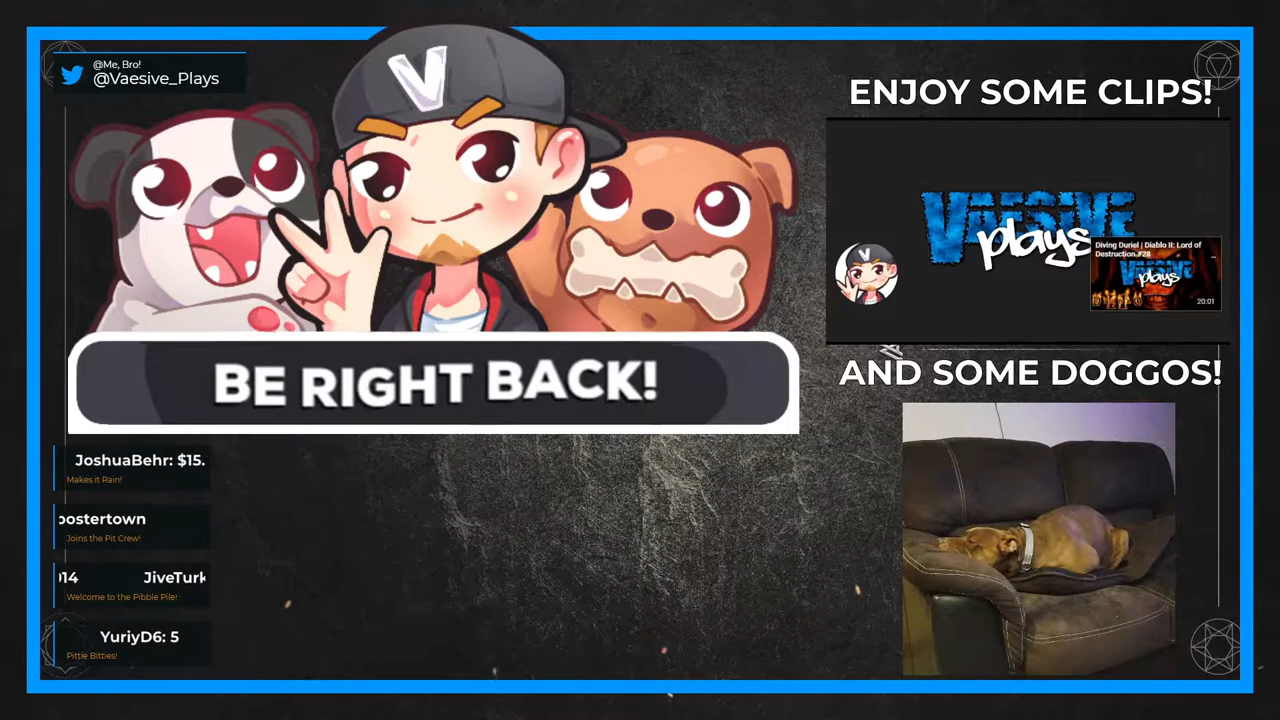 @Me, Bro!
@Vaesive_Plays
V
BE RIGHT BACK!
JoshuaBehr: $15.
Makes it Rain!
oostertown
Joins the Pit Crew!
014 JiveTurk
Welcome to the Pibble Pile!
YuriyD6: 5
Pittie Bitties!
ENJOY SOME CLIPS!
VAESIVE
plays
V
Diving Duriel | Diablo II: Lord of
Destruction #28
VAESIVE
plays
20:01
AND SOME DOGGOS!